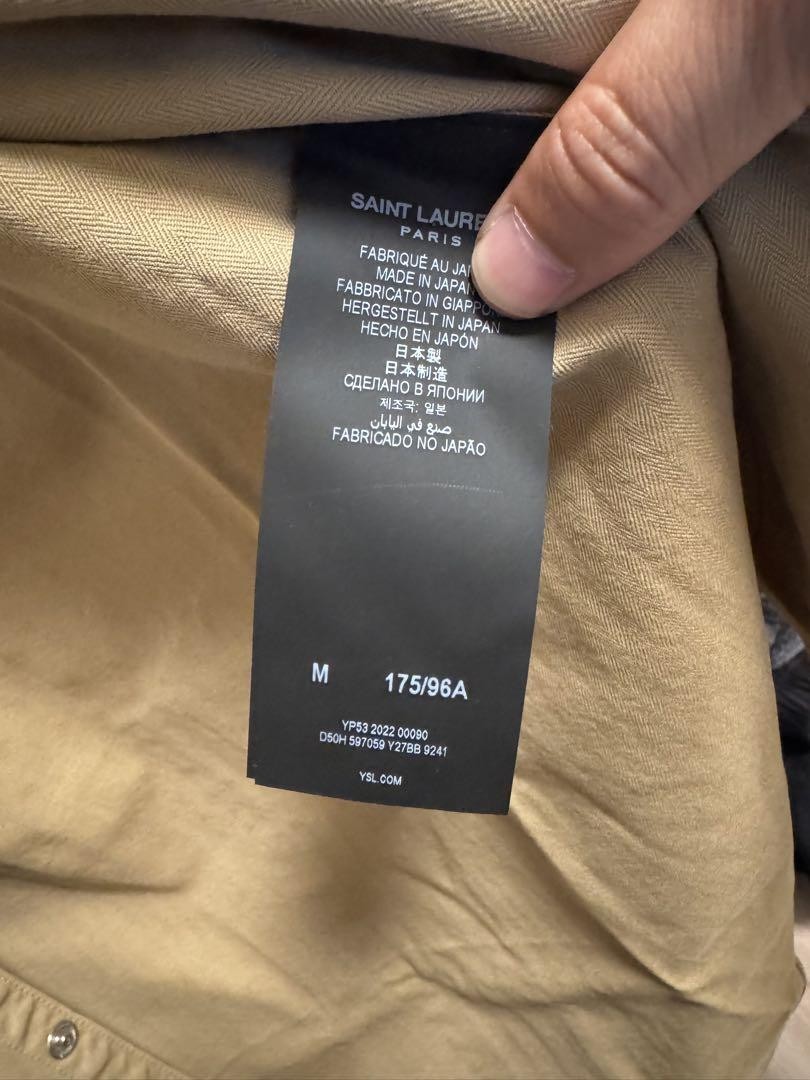 SAINT LAURE
PARIS
FABRIQUÉ AU JAP
MADE IN JAPAN
FABBRICATO IN GIAPPON
HERGESTELLT IN JAPAN
HECHO EN JAPÓN
日本製
日本制造
СДЕЛАНО В ЯПОНИИ
제조국: 일본
صنع في اليابان
FABRICADO NO JAPÃO
M 175/96A
YP53 2022 00090
D50H 597059 Y27BB 9241
YSL.COM